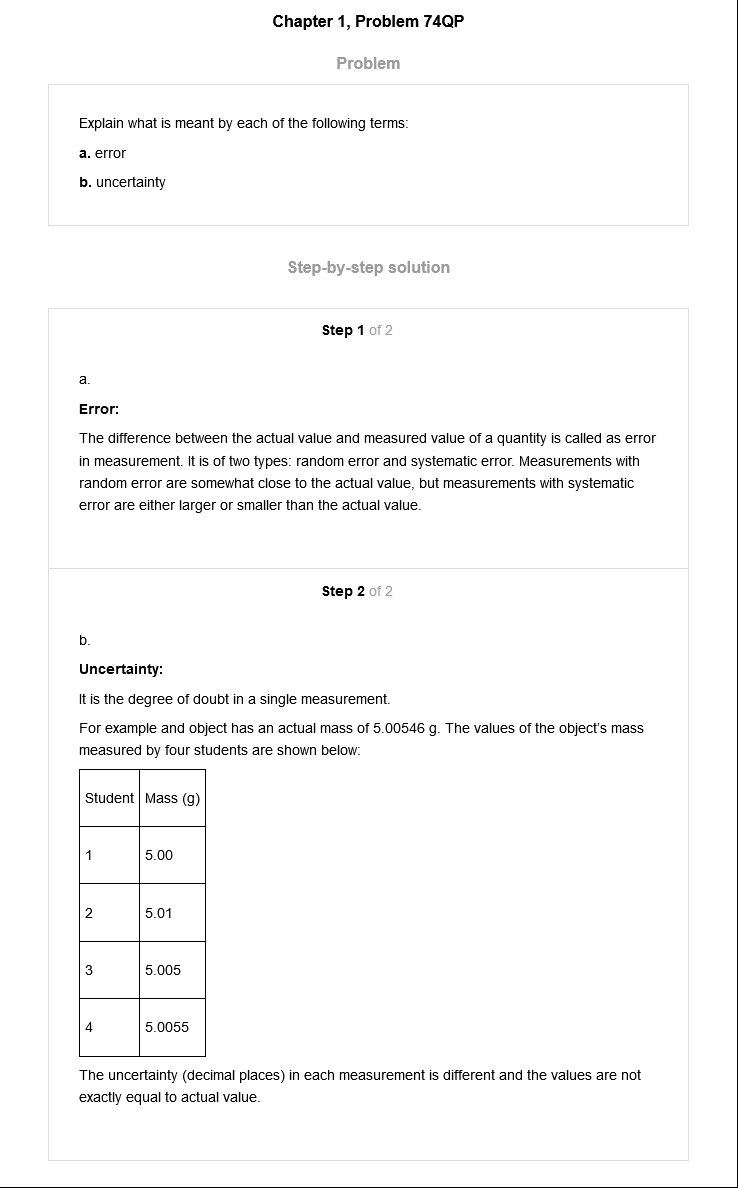 Chapter 1, Problem 74QP
Problem
Explain what is meant by each of the following terms:
a. error
b. uncertainty
Step-by-step solution
Step 1 of 2
a.
Error:
The difference between the actual value and measured value of a quantity is called as error
in measurement. It is of two types: random error and systematic error. Measurements with
random error are somewhat close to the actual value, but measurements with systematic
error are either larger or smaller than the actual value.
Step 2 of 2
b.
Uncertainty:
It is the degree of doubt in a single measurement.
For example and object has an actual mass of 5.00546 g. The values of the object's mass
measured by four students are shown below:
Student Mass (g)
1 5.00
2 5.01
3 5.005
4 5.0055
The uncertainty (decimal places) in each measurement is different and the values are not
exactly equal to actual value.